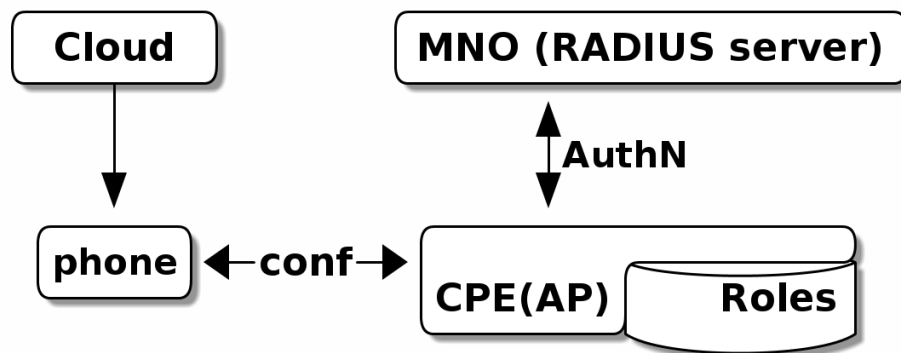 Cloud
MNO (RADIUS server)
AuthN
phone
conf
CPE(AP)
Roles